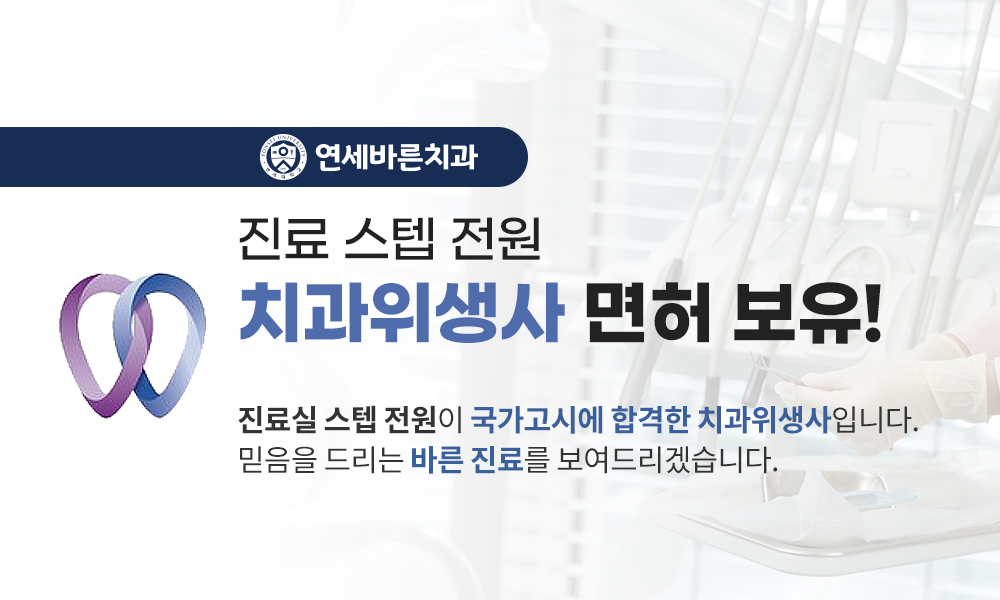 연세바른치과
진료 스텝 전원
치과위생사 면허 보유!
진료실 스텝 전원이 국가고시에 합격한 치과위생사입니다.
믿음을 드리는 바른 진료를 보여드리겠습니다.